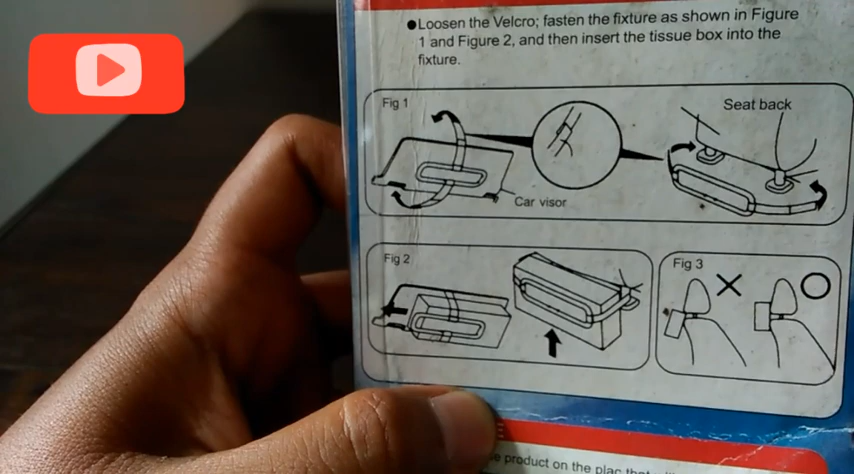 ●Loosen the Velcro; fasten the fixture as shown in Figure
1 and Figure 2, and then insert the tissue box into the
fixture.
Fig 1
Seat back
Car visor
Fig 2
Fig 3
product on the plac